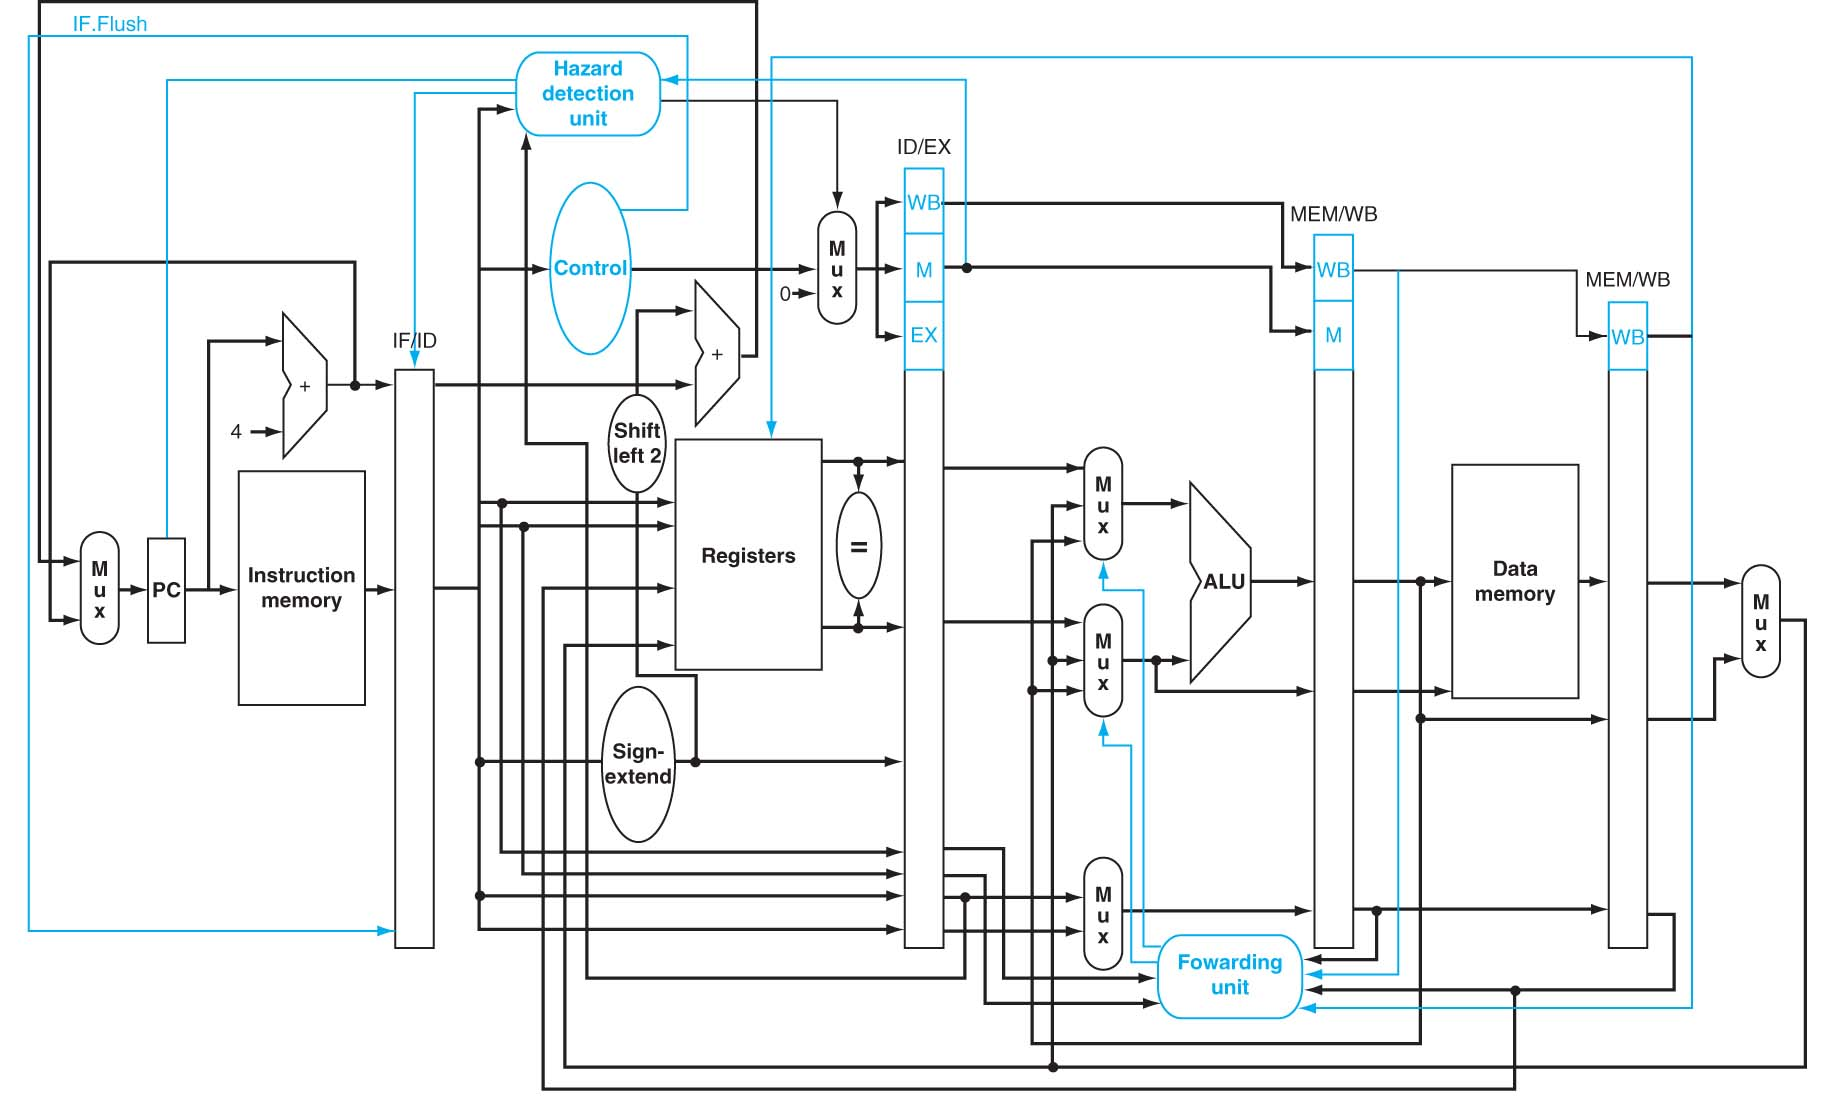 IF.Flush
Hazard
detection
unit
ID/EX
WB
M
EX
MEM/WB
WB
M
MEM/WB
WB
Control
M
u
x
0
+
IF/ID
+
4
Shift
left 2
M
u
x
PC
Instruction
memory
Registers
=
M
u
x
M
u
x
ALU
Data
memory
M
u
x
Sign-
extend
M
u
x
Fowarding
unit